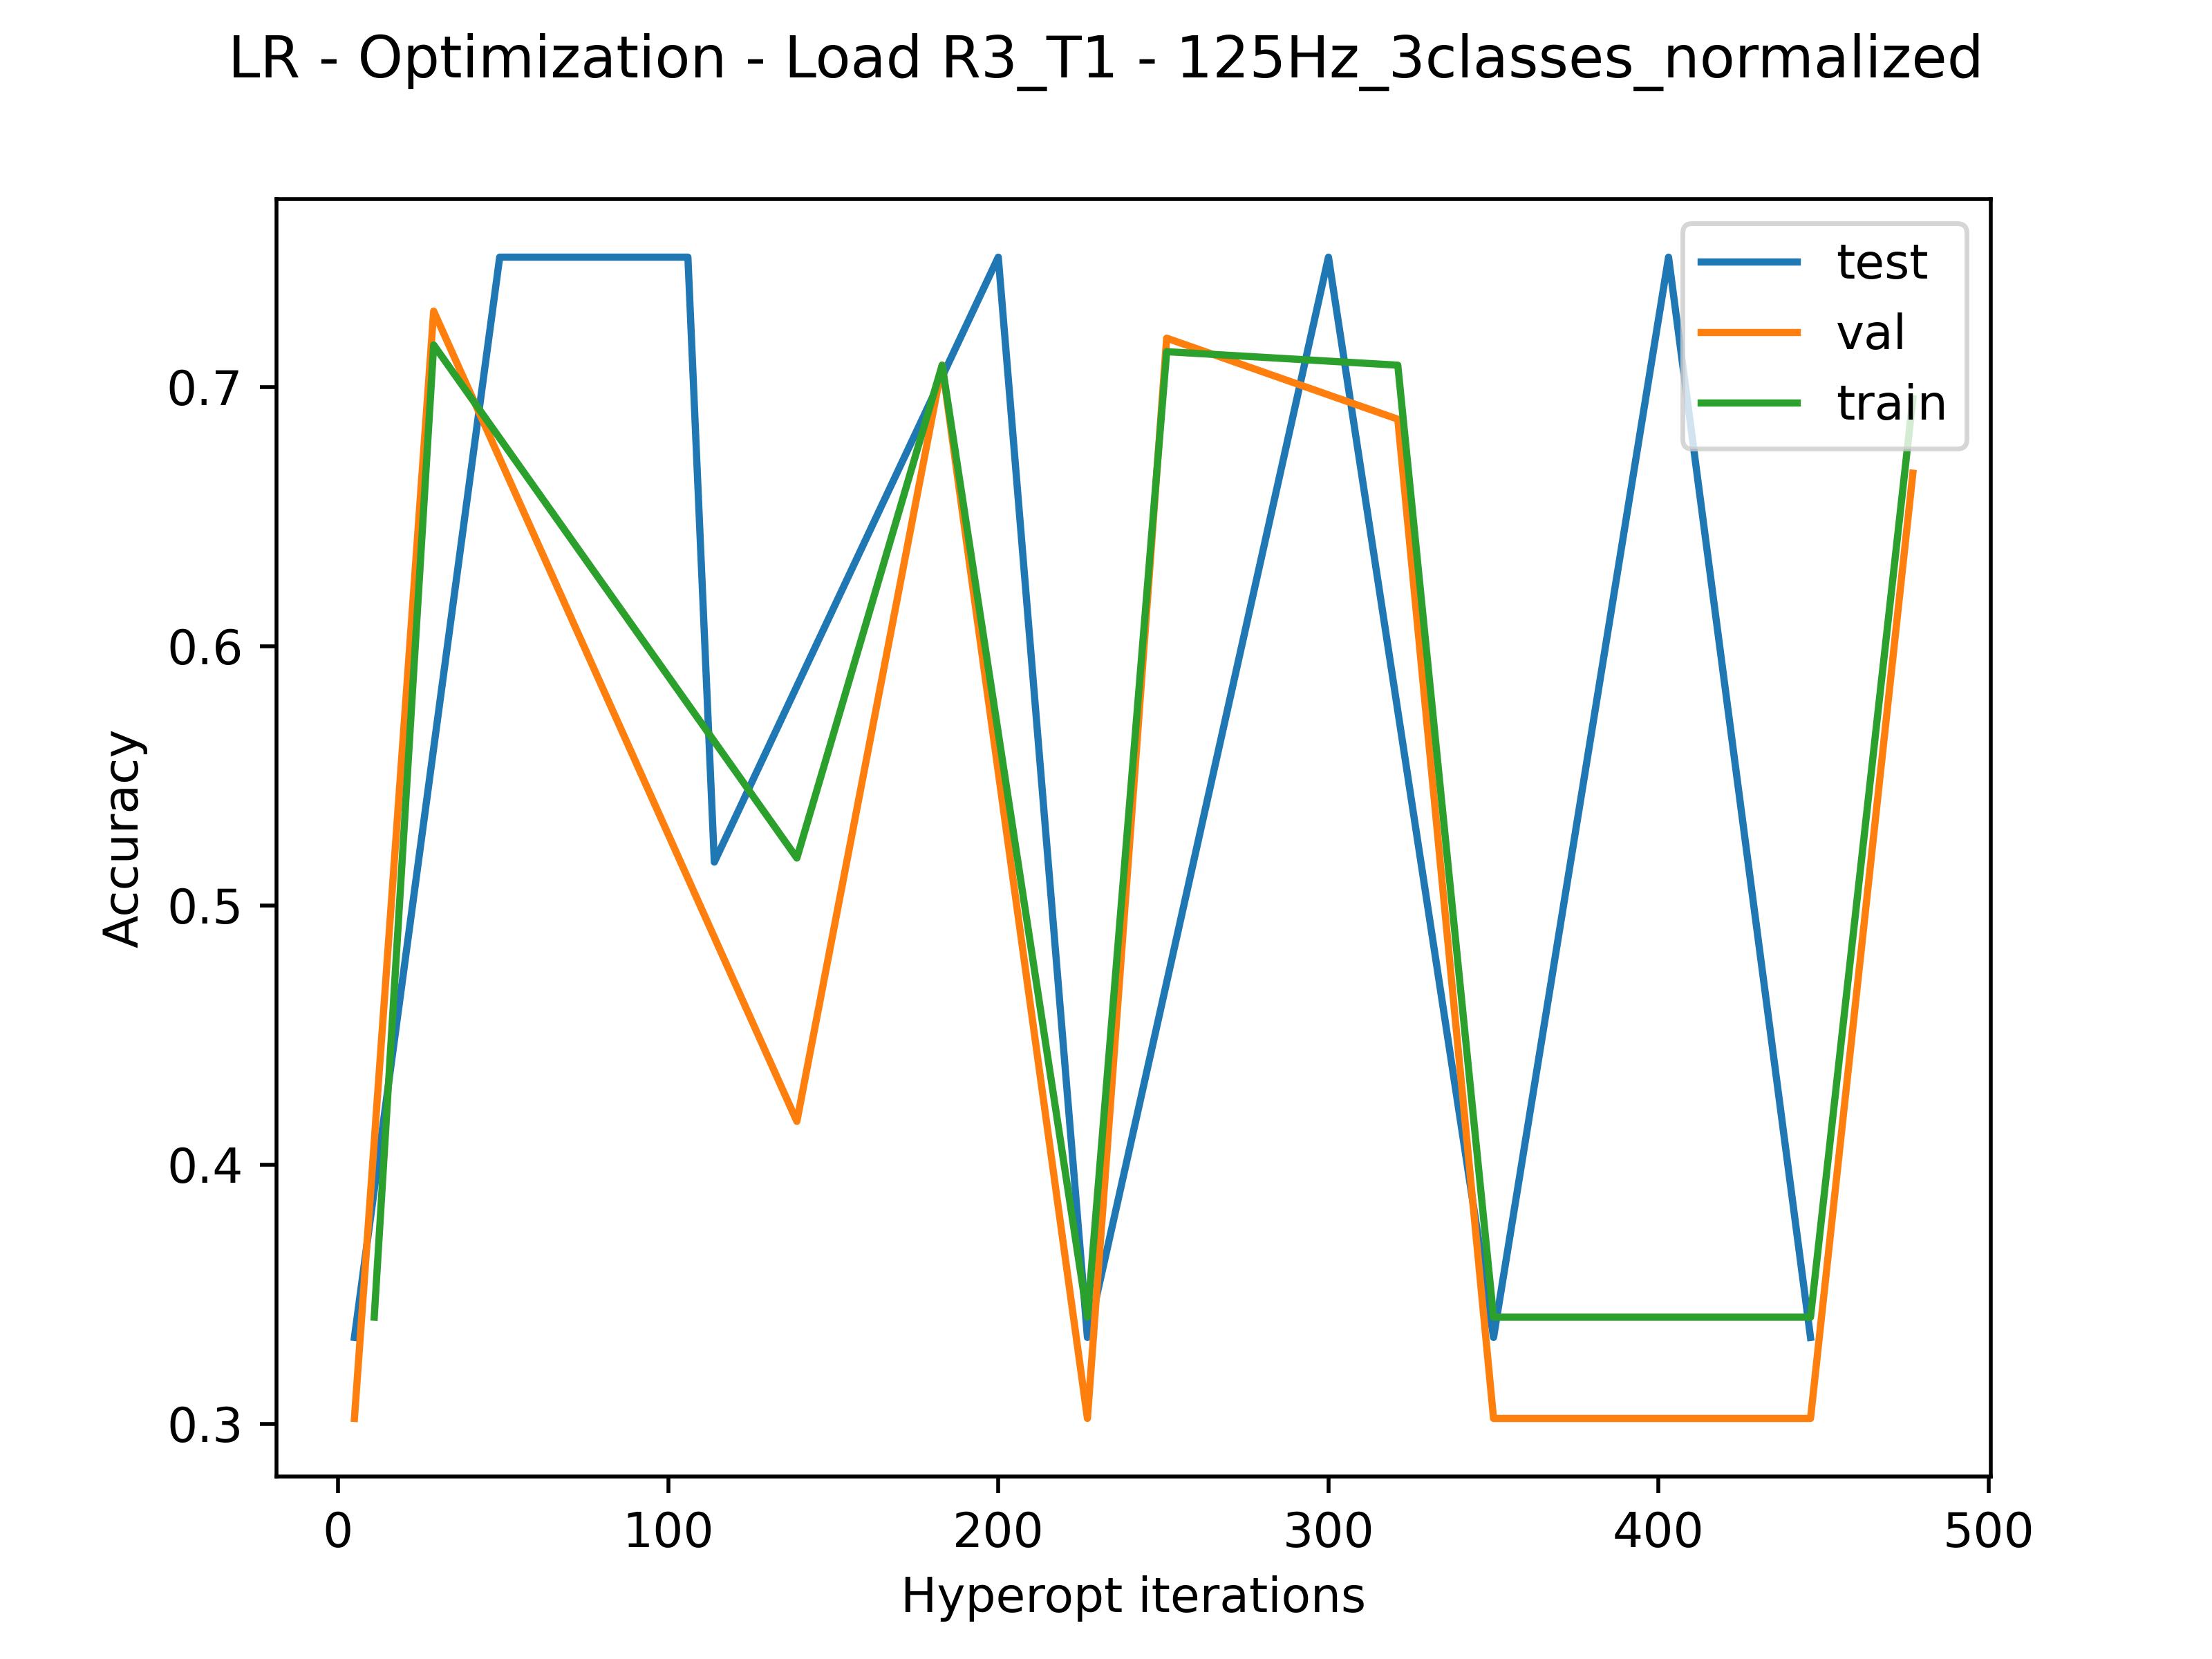 LR - Optimization - Load R3_T1 - 125Hz_3classes_normalized
test
val
train
0.7
0.6
0.5
0.4
0.3
Accuracy
0 100 200 300 400 500
Hyperopt iterations